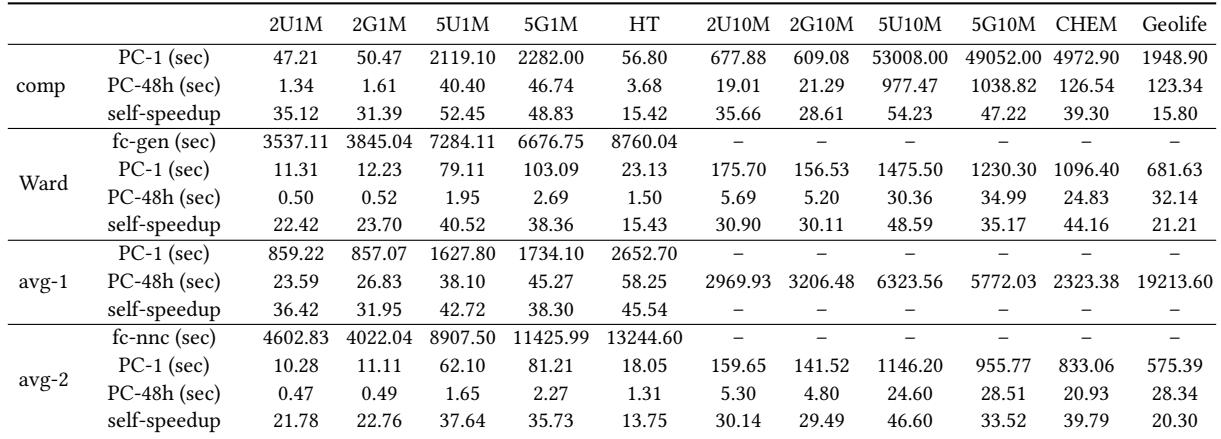 2U1M 2G1M 5U1M 5G1M HT 2U10M 2G10M 5U10M 5G10M CHEM Geolife
comp PC-1 (sec) 47.21 50.47 2119.10 2282.00 56.80 677.88 609.08 53008.00 49052.00 4972.90 1948.90
PC-48h (sec) 1.34 1.61 40.40 46.74 3.68 19.01 21.29 977.47 1038.82 126.54 123.34
self-speedup 35.12 31.39 52.45 48.83 15.42 35.66 28.61 54.23 47.22 39.30 15.80
Ward fc-gen (sec) 3537.11 3845.04 7284.11 6676.75 8760.04 – – – – – –
PC-1 (sec) 11.31 12.23 79.11 103.09 23.13 175.70 156.53 1475.50 1230.30 1096.40 681.63
PC-48h (sec) 0.50 0.52 1.95 2.69 1.50 5.69 5.20 30.36 34.99 24.83 32.14
self-speedup 22.42 23.70 40.52 38.36 15.43 30.90 30.11 48.59 35.17 44.16 21.21
avg-1 PC-1 (sec) 859.22 857.07 1627.80 1734.10 2652.70 – – – – – –
PC-48h (sec) 23.59 26.83 38.10 45.27 58.25 2969.93 3206.48 6323.56 5772.03 2323.38 19213.60
self-speedup 36.42 31.95 42.72 38.30 45.54 – – – – – –
avg-2 fc-nnc (sec) 4602.83 4022.04 8907.50 11425.99 13244.60 – – – – – –
PC-1 (sec) 10.28 11.11 62.10 81.21 18.05 159.65 141.52 1146.20 955.77 833.06 575.39
PC-48h (sec) 0.47 0.49 1.65 2.27 1.31 5.30 4.80 24.60 28.51 20.93 28.34
self-speedup 21.78 22.76 37.64 35.73 13.75 30.14 29.49 46.60 33.52 39.79 20.30